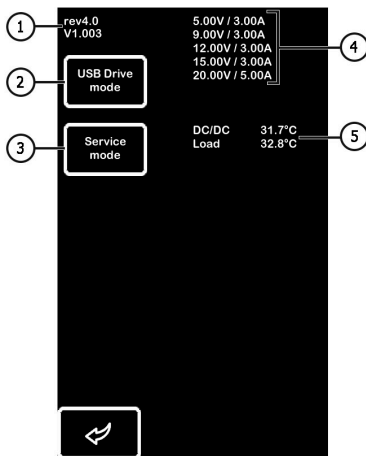 1
rev4.0
V1.003
2
USB Drive
mode
3
Service
mode
5.00V / 3.00A
9.00V / 3.00A
12.00V / 3.00A
15.00V / 3.00A
20.00V / 5.00A
4
DC/DC 31.7°C
Load 32.8°C
5